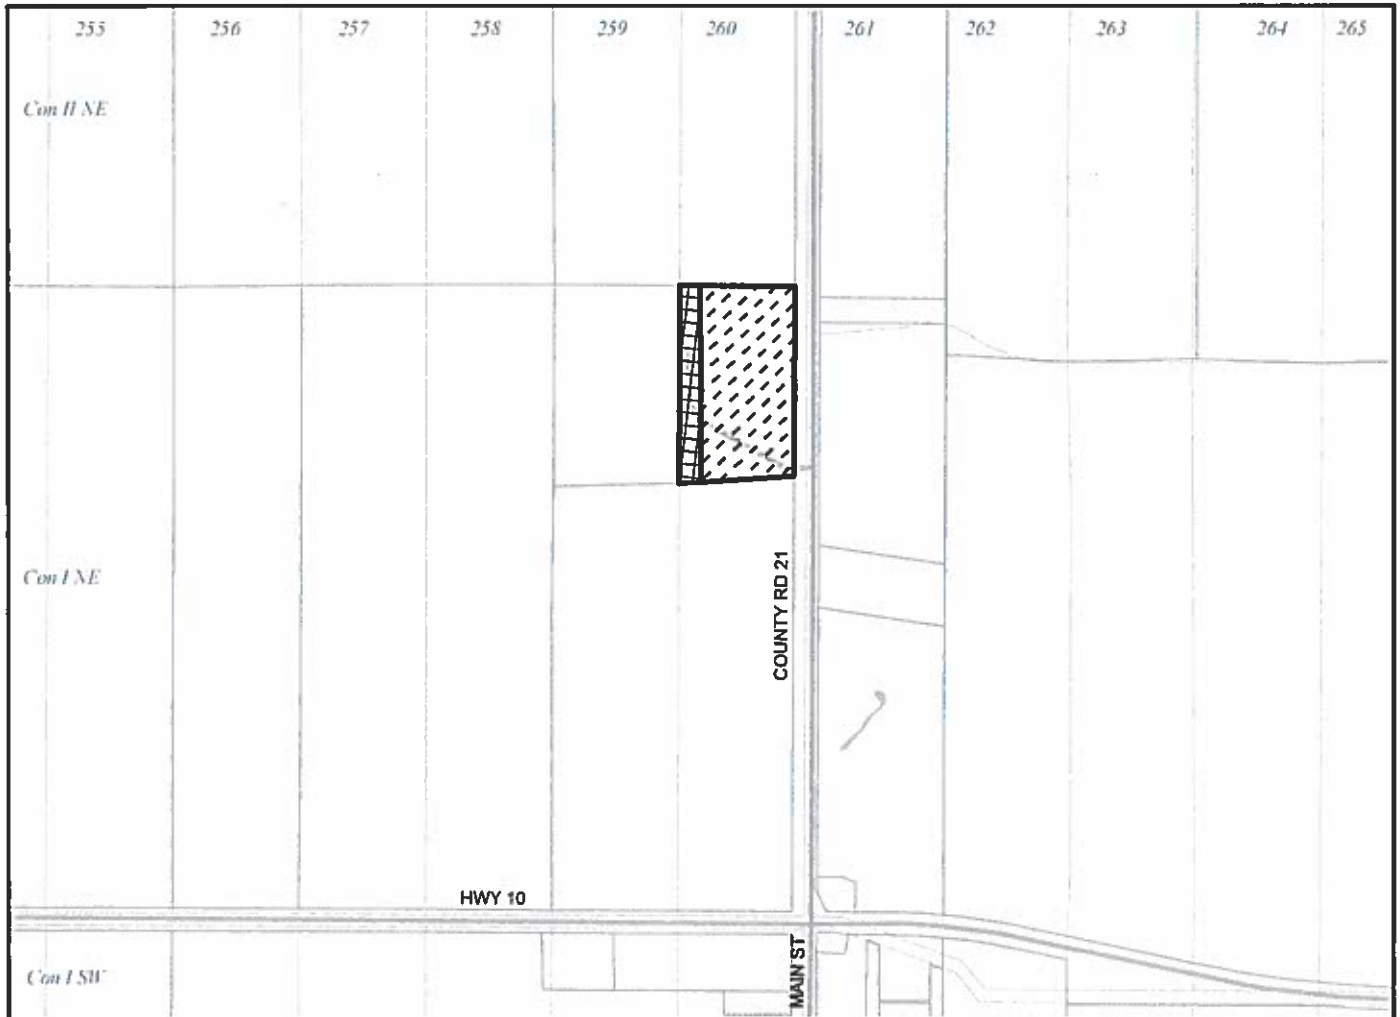 255 256 257 258 259 260 261 262 263 264 265
Con II NE
Con I NE
COUNTY RD 21
HWY 10
MAIN ST
Con I SW